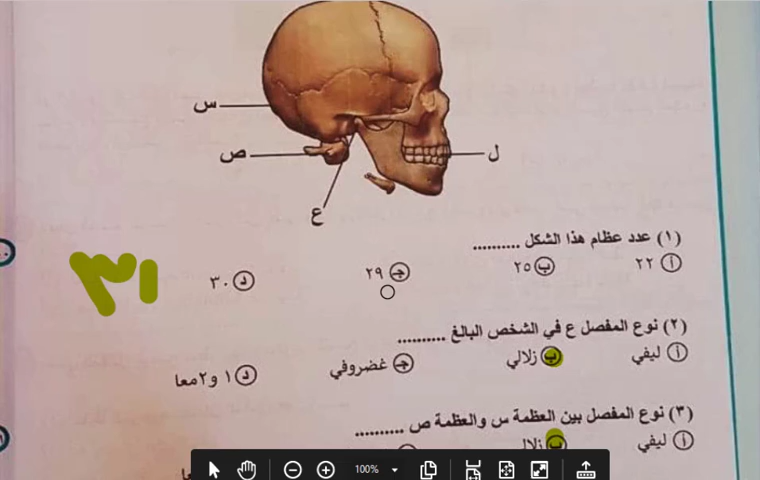 س
ص
ل
ع
(١) عدد عظام هذا الشكل ..........
أ ٢٢ ب ٢٥ ج ٢٩ د ٣٠
٣١
(٢) نوع المفصل ع في الشخص البالغ ..........
أ ليفي ب زلالي ج غضروفي د ١ و٢ معا
(٣) نوع المفصل بين العظمة س والعظمة ص ..........
أ ليفي ب زلالي
100%